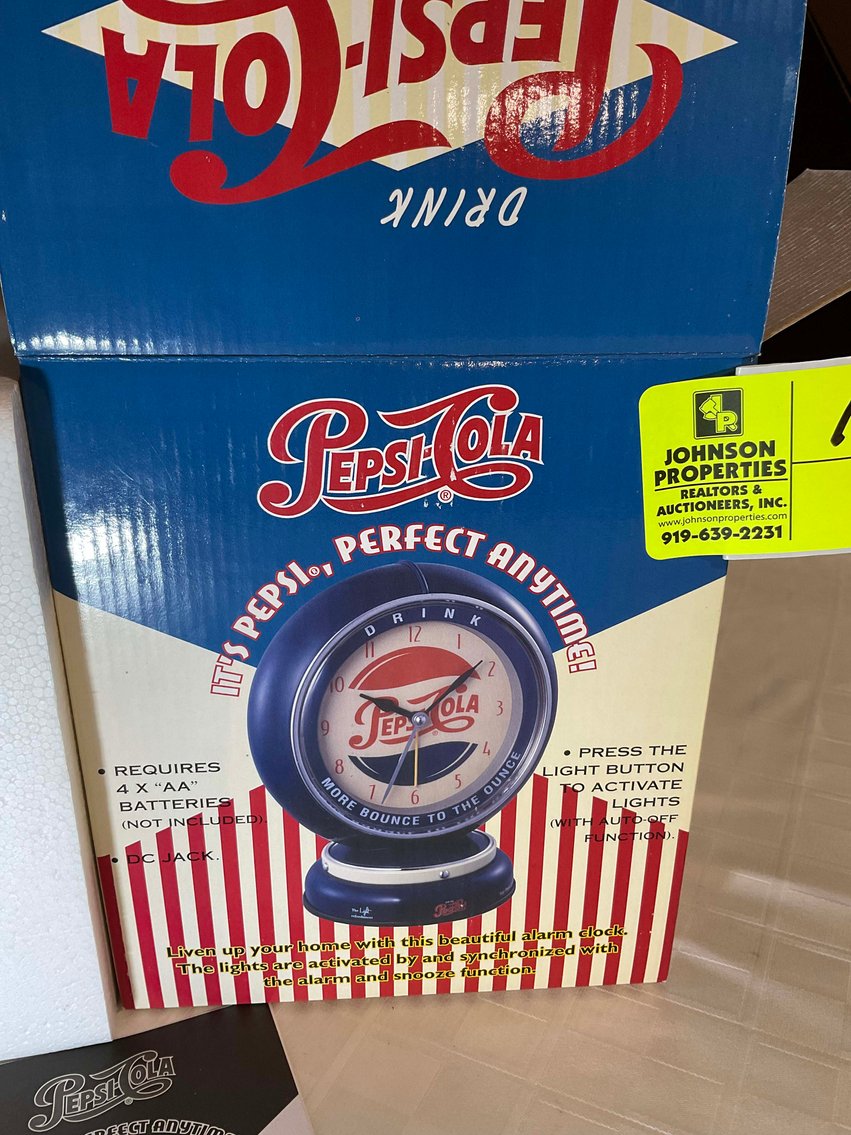 DRINK
PEPSI-COLA
PEPSI-COLA
®
IT'S PEPSI®, PERFECT ANYTIME!
DRINK
12
1
2
3
4
5
6
7
8
10
11
PEPSI-COLA
MORE BOUNCE TO THE OUNCE
• REQUIRES
4 X "AA"
BATTERIES
(NOT INCLUDED).
• DC JACK.
• PRESS THE
LIGHT BUTTON
TO ACTIVATE
LIGHTS
(WITH AUTO-OFF
FUNCTION).
Liven up your home with this beautiful alarm clock.
The lights are activated by and synchronized with
the alarm and snooze function.
JOHNSON
PROPERTIES
REALTORS &
AUCTIONEERS, INC.
www.johnsonproperties.com
919-639-2231
PEPSI-COLA
PERFECT ANYTIME